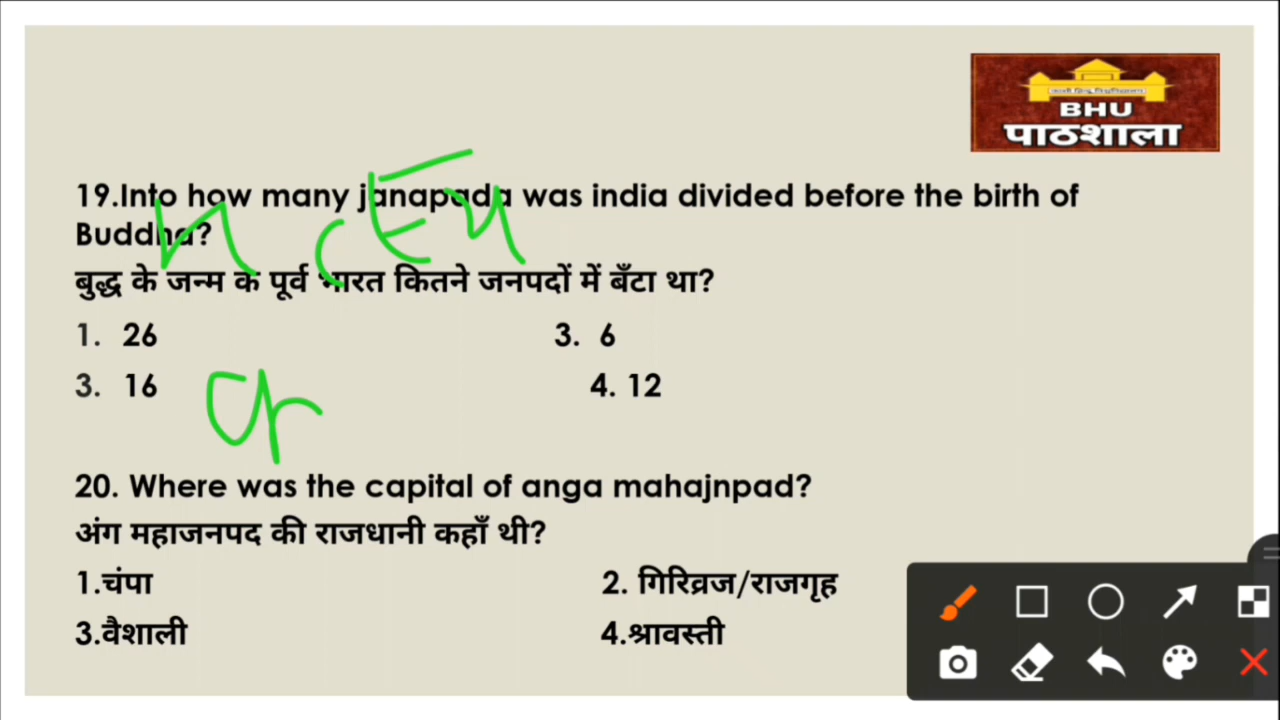 BHU
पाठशाला
19.Into how many janapada was india divided before the birth of
Buddha?
बुद्ध के जन्म के पूर्व भारत कितने जनपदों में बँटा था?
1. 26 3. 6
3. 16 4. 12
20. Where was the capital of anga mahajnpad?
अंग महाजनपद की राजधानी कहाँ थी?
1.चंपा 2. गिरिव्रज/राजगृह
3.वैशाली 4.श्रावस्ती